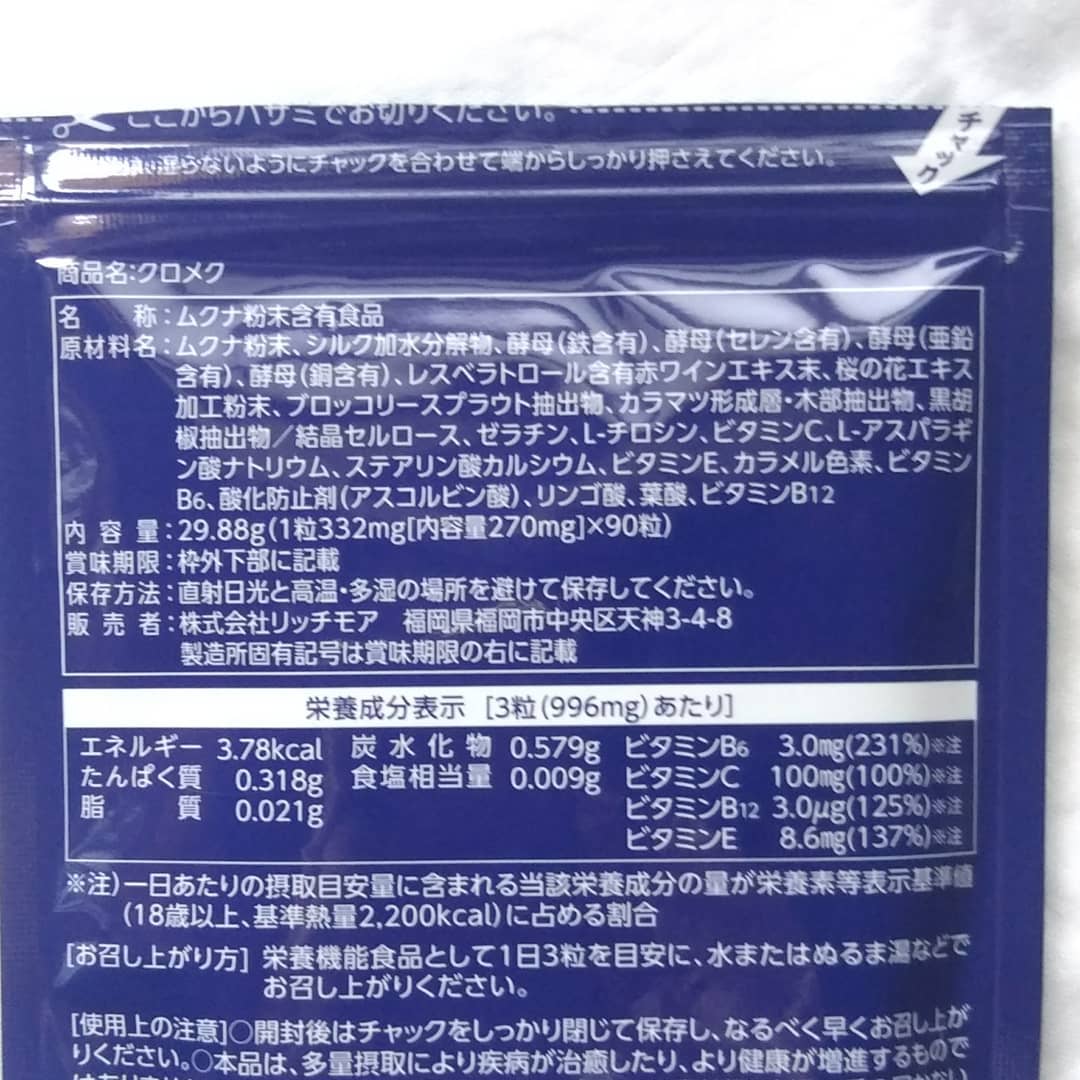 ここからハサミでお切りください。
チャック
湿らないようにチャックを合わせて端からしっかり押さえてください。
商品名:クロメク
名 称:ムクナ粉末含有食品
原材料名:ムクナ粉末、シルク加水分解物、酵母(鉄含有)、酵母(セレン含有)、酵母(亜鉛
含有)、酵母(銅含有)、レスベラトロール含有赤ワインエキス末、桜の花エキス
加工粉末、ブロッコリースプラウト抽出物、カラマツ形成層・木部抽出物、黒胡
椒抽出物/結晶セルロース、ゼラチン、L-チロシン、ビタミンC、L-アスパラギ
ン酸ナトリウム、ステアリン酸カルシウム、ビタミンE、カラメル色素、ビタミン
B6、酸化防止剤(アスコルビン酸)、リンゴ酸、葉酸、ビタミンB12
内容量:29.88g(1粒332mg[内容量270mg]×90粒)
賞味期限:枠外下部に記載
保存方法:直射日光と高温・多湿の場所を避けて保存してください。
販売者:株式会社リッチモア 福岡県福岡市中央区天神3-4-8
製造所固有記号は賞味期限の右に記載
栄養成分表示 [3粒(996mg)あたり]
エネルギー 3.78kcal 炭水化物 0.579g ビタミンB6 3.0mg(231%)※注
たんぱく質 0.318g 食塩相当量 0.009g ビタミンC 100mg(100%)※注
脂質 0.021g ビタミンB12 3.0μg(125%)※注
ビタミンE 8.6mg(137%)※注
※注)一日あたりの摂取目安量に含まれる当該栄養成分の量が栄養素等表示基準値
(18歳以上、基準熱量2,200kcal)に占める割合
[お召し上がり方] 栄養機能食品として1日3粒を目安に、水またはぬるま湯などで
お召し上がりください。
[使用上の注意]○開封後はチャックをしっかり閉じて保存し、なるべく早くお召し上が
りください。○本品は、多量摂取により疾病が治癒したり、より健康が増進するもので